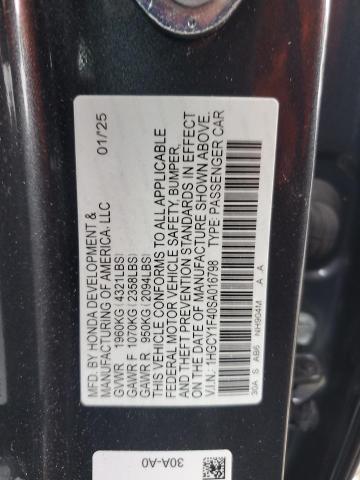 MFD. BY HONDA DEVELOPMENT &
MANUFACTURING OF AMERICA, LLC 01/25
GVWR 1960KG(4321LBS)
GAWR F 1070KG(2358LBS)
GAWR R 950KG(2094LBS)
THIS VEHICLE CONFORMS TO ALL APPLICABLE
FEDERAL MOTOR VEHICLE SAFETY, BUMPER,
AND THEFT PREVENTION STANDARDS IN EFFECT
ON THE DATE OF MANUFACTURE SHOWN ABOVE.
V.I.N.: 1HGCY1F40SA016798 TYPE: PASSENGER CAR
30A S AB6 NH904M A A
30A-A0